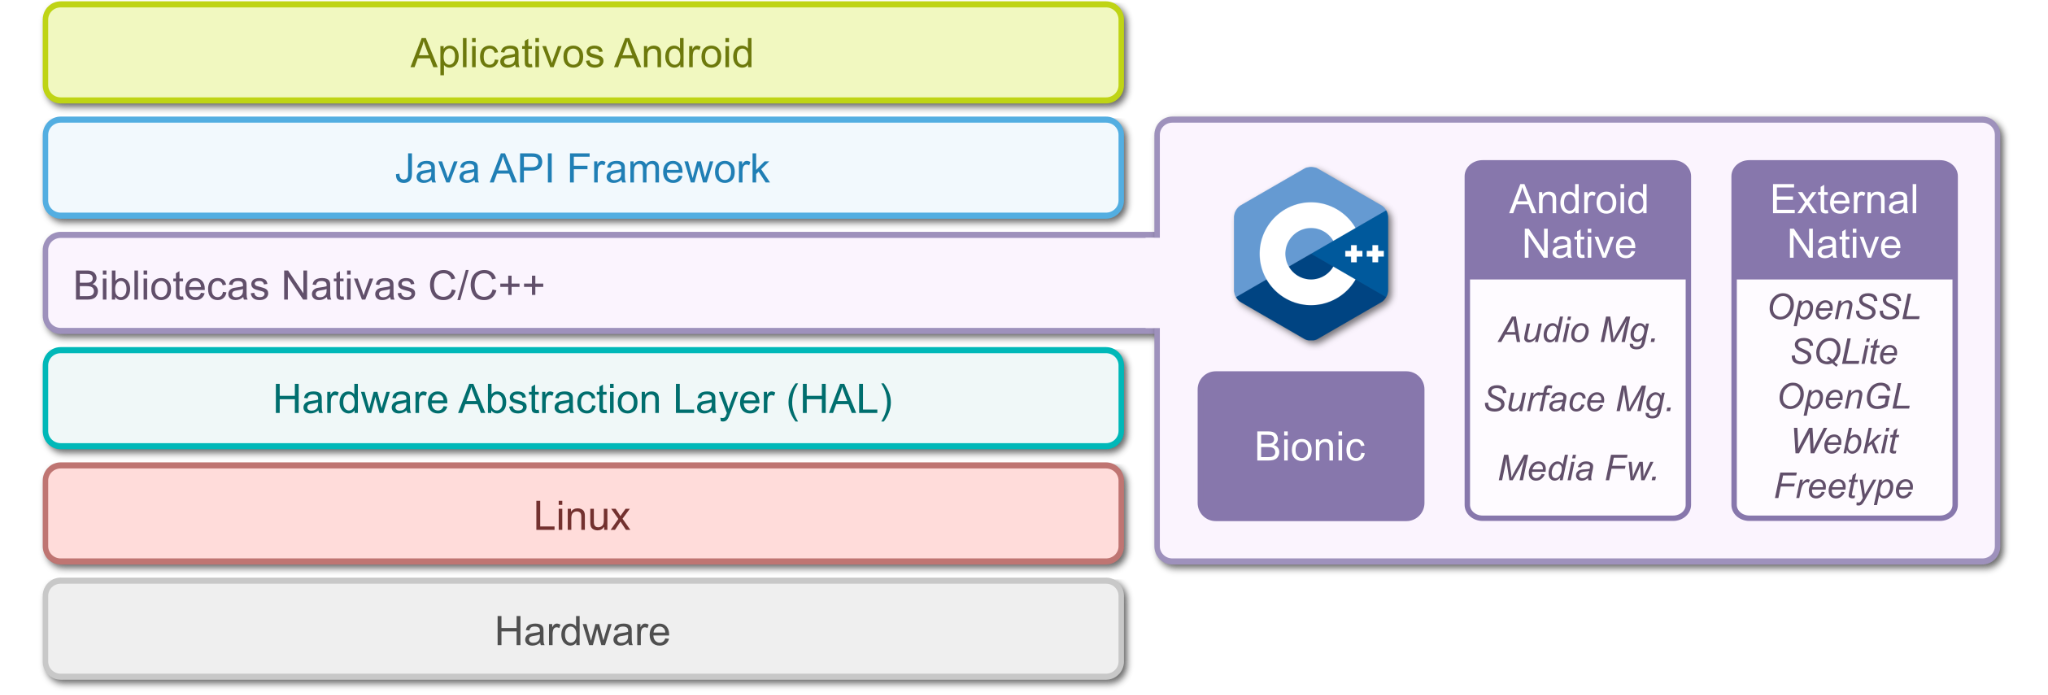 Aplicativos Android
Java API Framework
Bibliotecas Nativas C/C++
Hardware Abstraction Layer (HAL)
Linux
Hardware
C++
Bionic
Android
Native
Audio Mg.
Surface Mg.
Media Fw.
External
Native
OpenSSL
SQLite
OpenGL
Webkit
Freetype